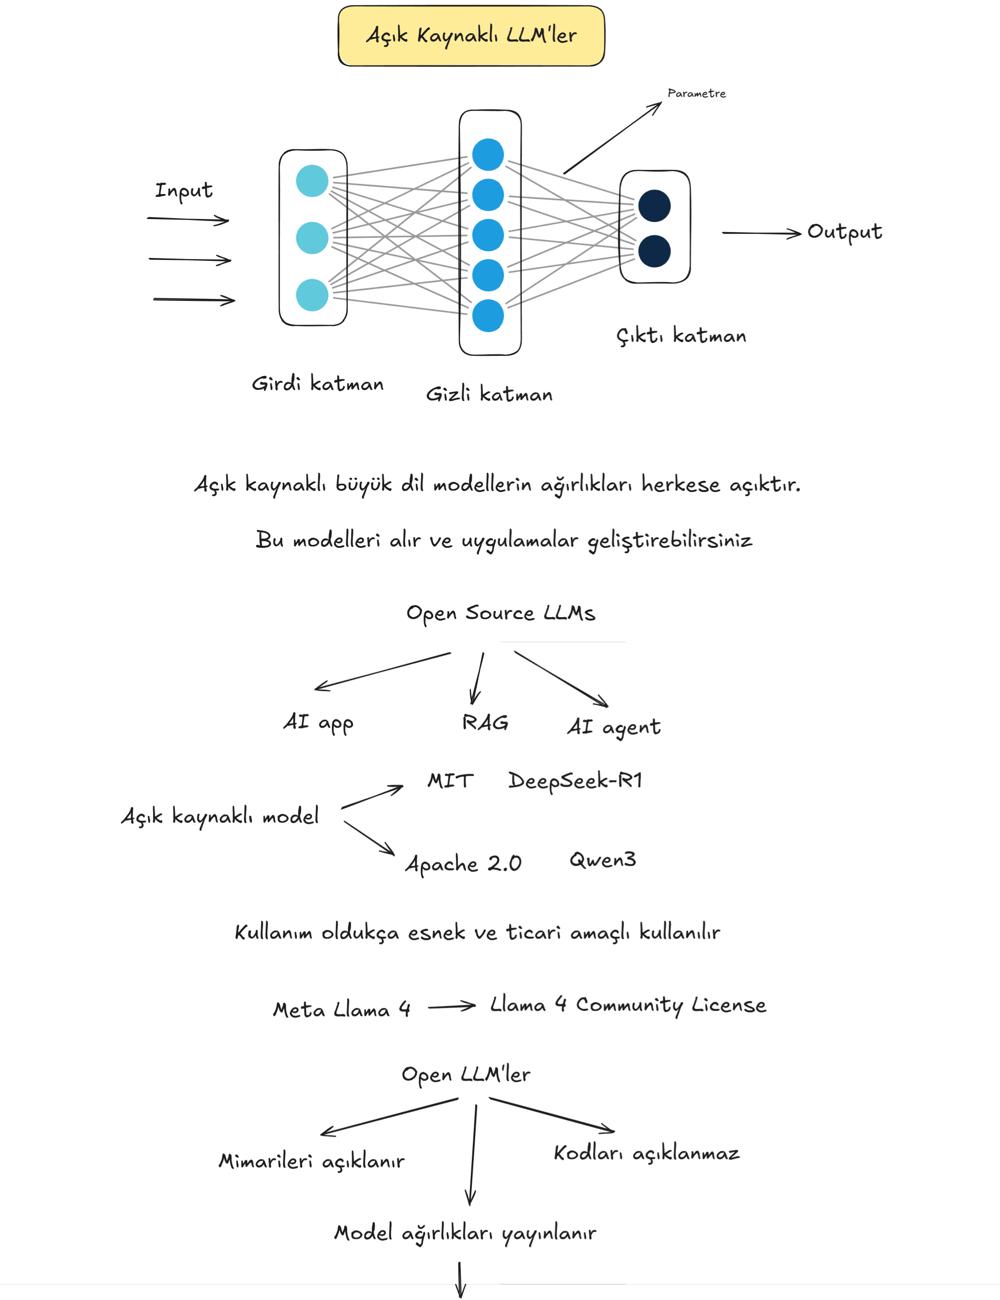 Açık Kaynaklı LLM'ler
Parametre
Input
Output
Çıktı katman
Girdi katman
Gizli katman
Açık kaynaklı büyük dil modellerin ağırlıkları herkese açıktır.
Bu modelleri alır ve uygulamalar geliştirebilirsiniz
Open Source LLMs
AI app
RAG
AI agent
MIT DeepSeek-R1
Açık kaynaklı model
Apache 2.0 Qwen3
Kullanım oldukça esnek ve ticari amaçlı kullanılır
Meta Llama 4
Llama 4 Community License
Open LLM'ler
Mimarileri açıklanır
Kodları açıklanmaz
Model ağırlıkları yayınlanır